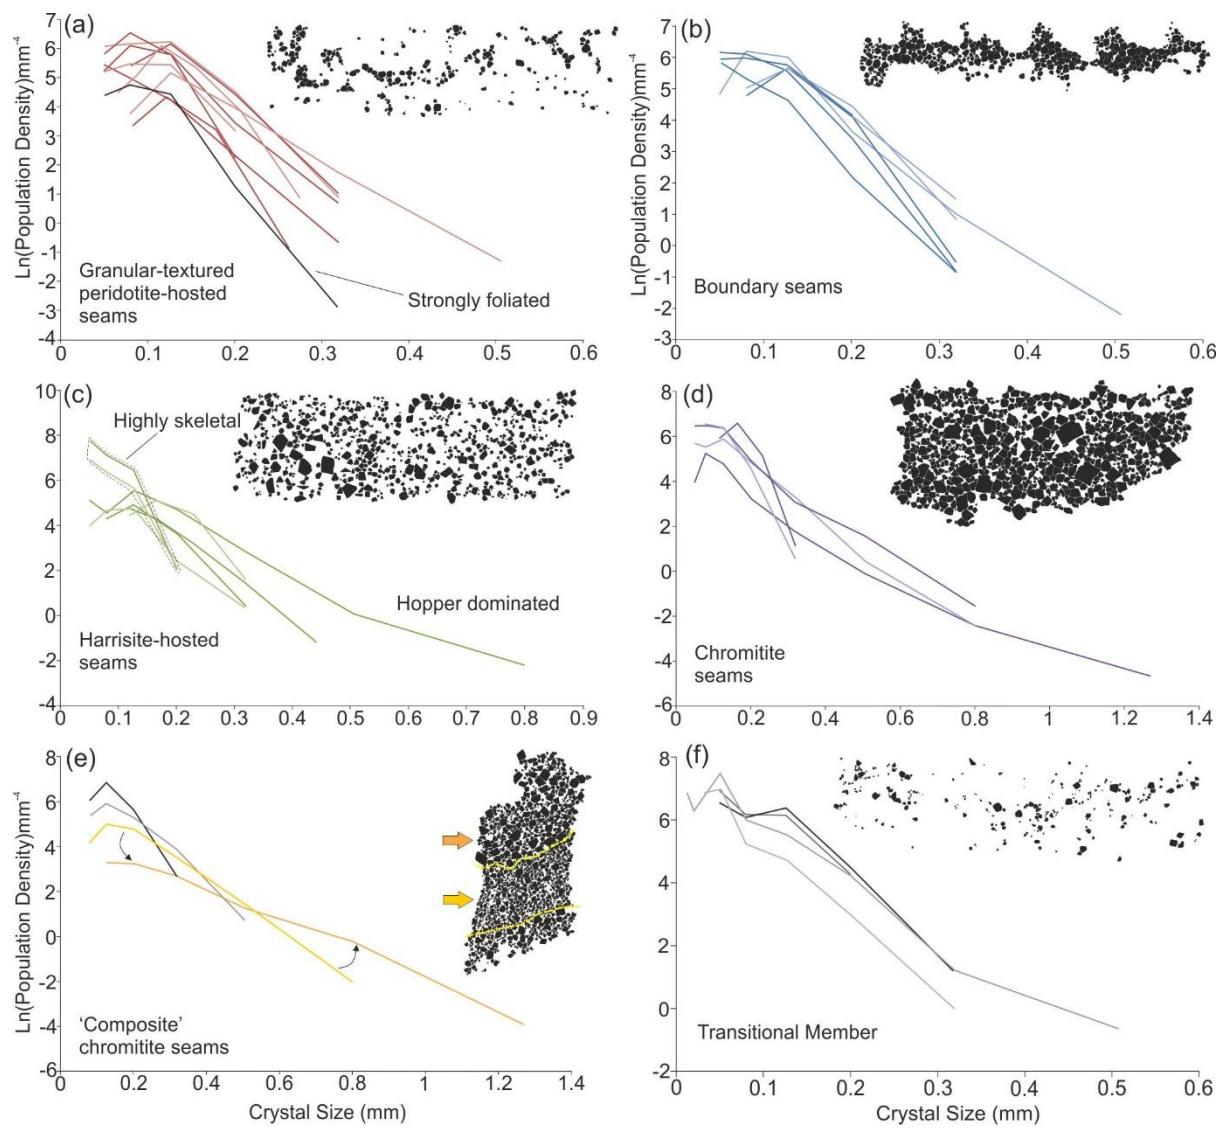 (a)
7
6
5
4
3
2
1
0
-1
-2
-3
-4
Ln(Population Density)mm-4
Granular-textured
peridotite-hosted
seams
Strongly foliated
0 0.1 0.2 0.3 0.4 0.5 0.6
(b)
7
6
5
4
3
2
1
0
-1
-2
-3
Ln(Population Density)mm-4
Boundary seams
0 0.1 0.2 0.3 0.4 0.5 0.6
(c)
10
8
6
4
2
0
-2
-4
Highly skeletal
Hopper dominated
Harrisite-hosted
seams
0 0.1 0.2 0.3 0.4 0.5 0.6 0.7 0.8 0.9
(d)
8
6
4
2
0
-2
-4
-6
Chromitite
seams
0 0.2 0.4 0.6 0.8 1 1.2 1.4
(e)
8
6
4
2
0
-2
-4
-6
Ln(Population Density)mm-4
‘Composite’
chromitite seams
0 0.2 0.4 0.6 0.8 1 1.2 1.4
Crystal Size (mm)
(f)
8
6
4
2
0
-2
Transitional Member
0 0.1 0.2 0.3 0.4 0.5 0.6
Crystal Size (mm)